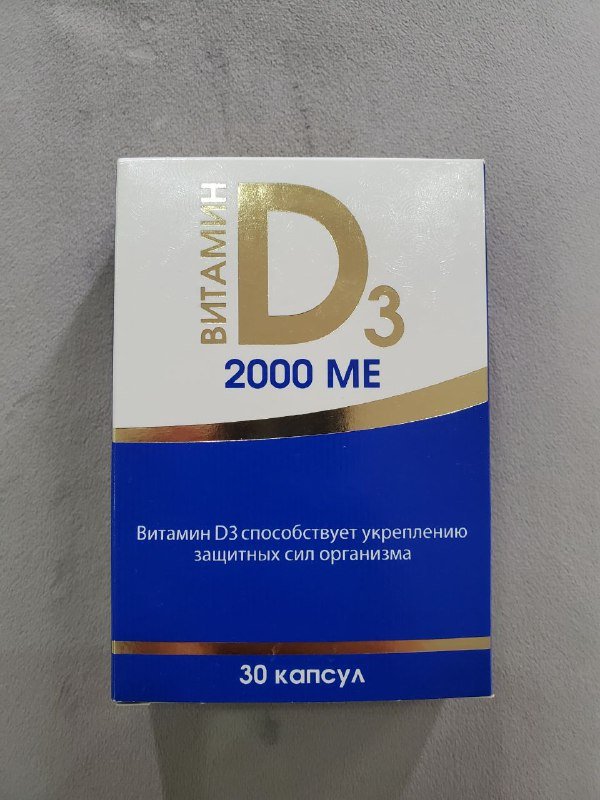 ВИТАМИН
D3
2000 МЕ
Витамин D3 способствует укреплению
защитных сил организма
30 капсул